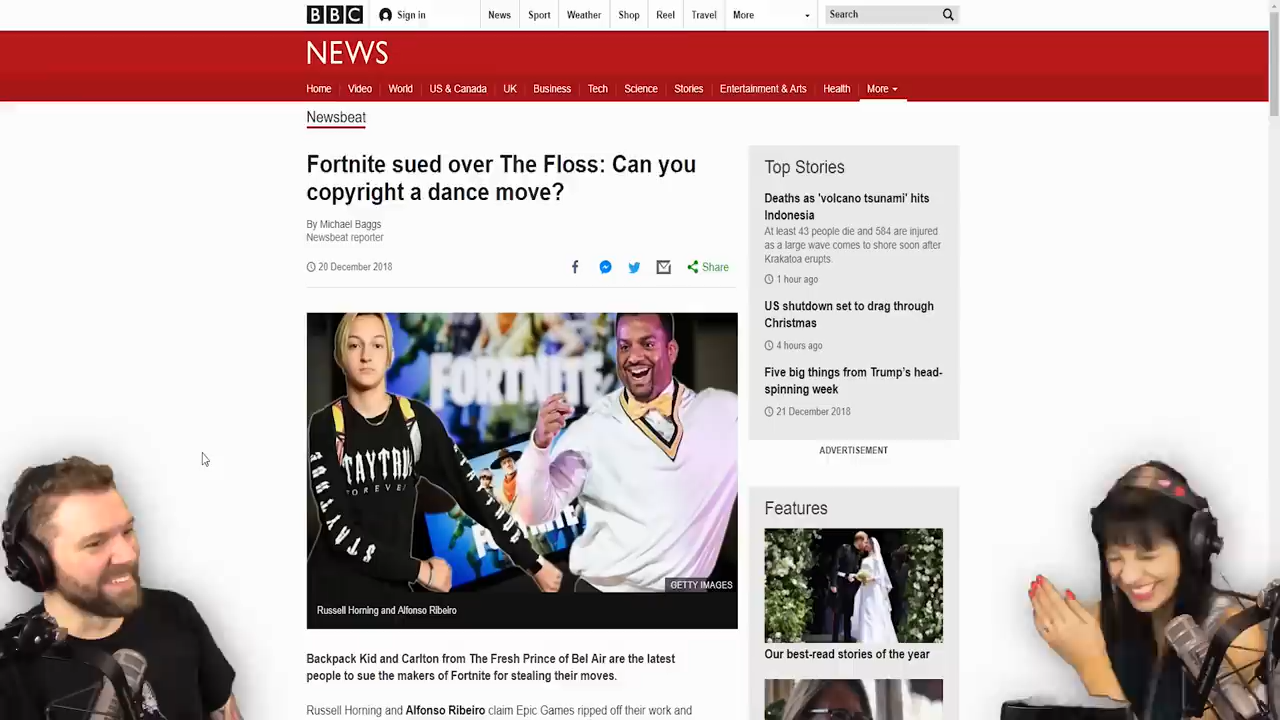 BBC
Sign in
News
Sport
Weather
Shop
Reel
Travel
More
Search
NEWS
Home
Video
World
US & Canada
UK
Business
Tech
Science
Stories
Entertainment & Arts
Health
More
Newsbeat
Fortnite sued over The Floss: Can you
copyright a dance move?
By Michael Baggs
Newsbeat reporter
20 December 2018
Share
FORTNITE
STAYTRUE
FOREVER
GETTY IMAGES
Russell Horning and Alfonso Ribeiro
Backpack Kid and Carlton from The Fresh Prince of Bel Air are the latest
people to sue the makers of Fortnite for stealing their moves.
Russell Horning and Alfonso Ribeiro claim Epic Games ripped off their work and
Top Stories
Deaths as 'volcano tsunami' hits
Indonesia
At least 43 people die and 584 are injured
as a large wave comes to shore soon after
Krakatoa erupts.
1 hour ago
US shutdown set to drag through
Christmas
4 hours ago
Five big things from Trump's head-
spinning week
21 December 2018
ADVERTISEMENT
Features
Our best-read stories of the year